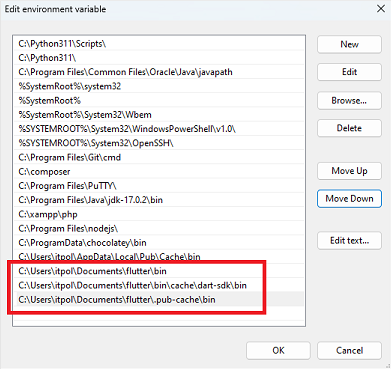 Edit environment variable
C:\Python311\Scripts\
C:\Python311\
C:\Program Files\Common Files\Oracle\Java\javapath
%SystemRoot%\system32
%SystemRoot%
%SystemRoot%\System32\Wbem
%SYSTEMROOT%\System32\WindowsPowerShell\v1.0\
%SYSTEMROOT%\System32\OpenSSH\
C:\Program Files\Git\cmd
C:\composer
C:\Program Files\PuTTY\
C:\Program Files\Java\jdk-17.0.2\bin
C:\xampp\php
C:\Program Files\nodejs\
C:\ProgramData\chocolatey\bin
C:\Users\itpol\AppData\Local\Pub\Cache\bin
C:\Users\itpol\Documents\flutter\bin
C:\Users\itpol\Documents\flutter\bin\cache\dart-sdk\bin
C:\Users\itpol\Documents\flutter\.pub-cache\bin
New
Edit
Browse...
Delete
Move Up
Move Down
Edit text...
OK
Cancel